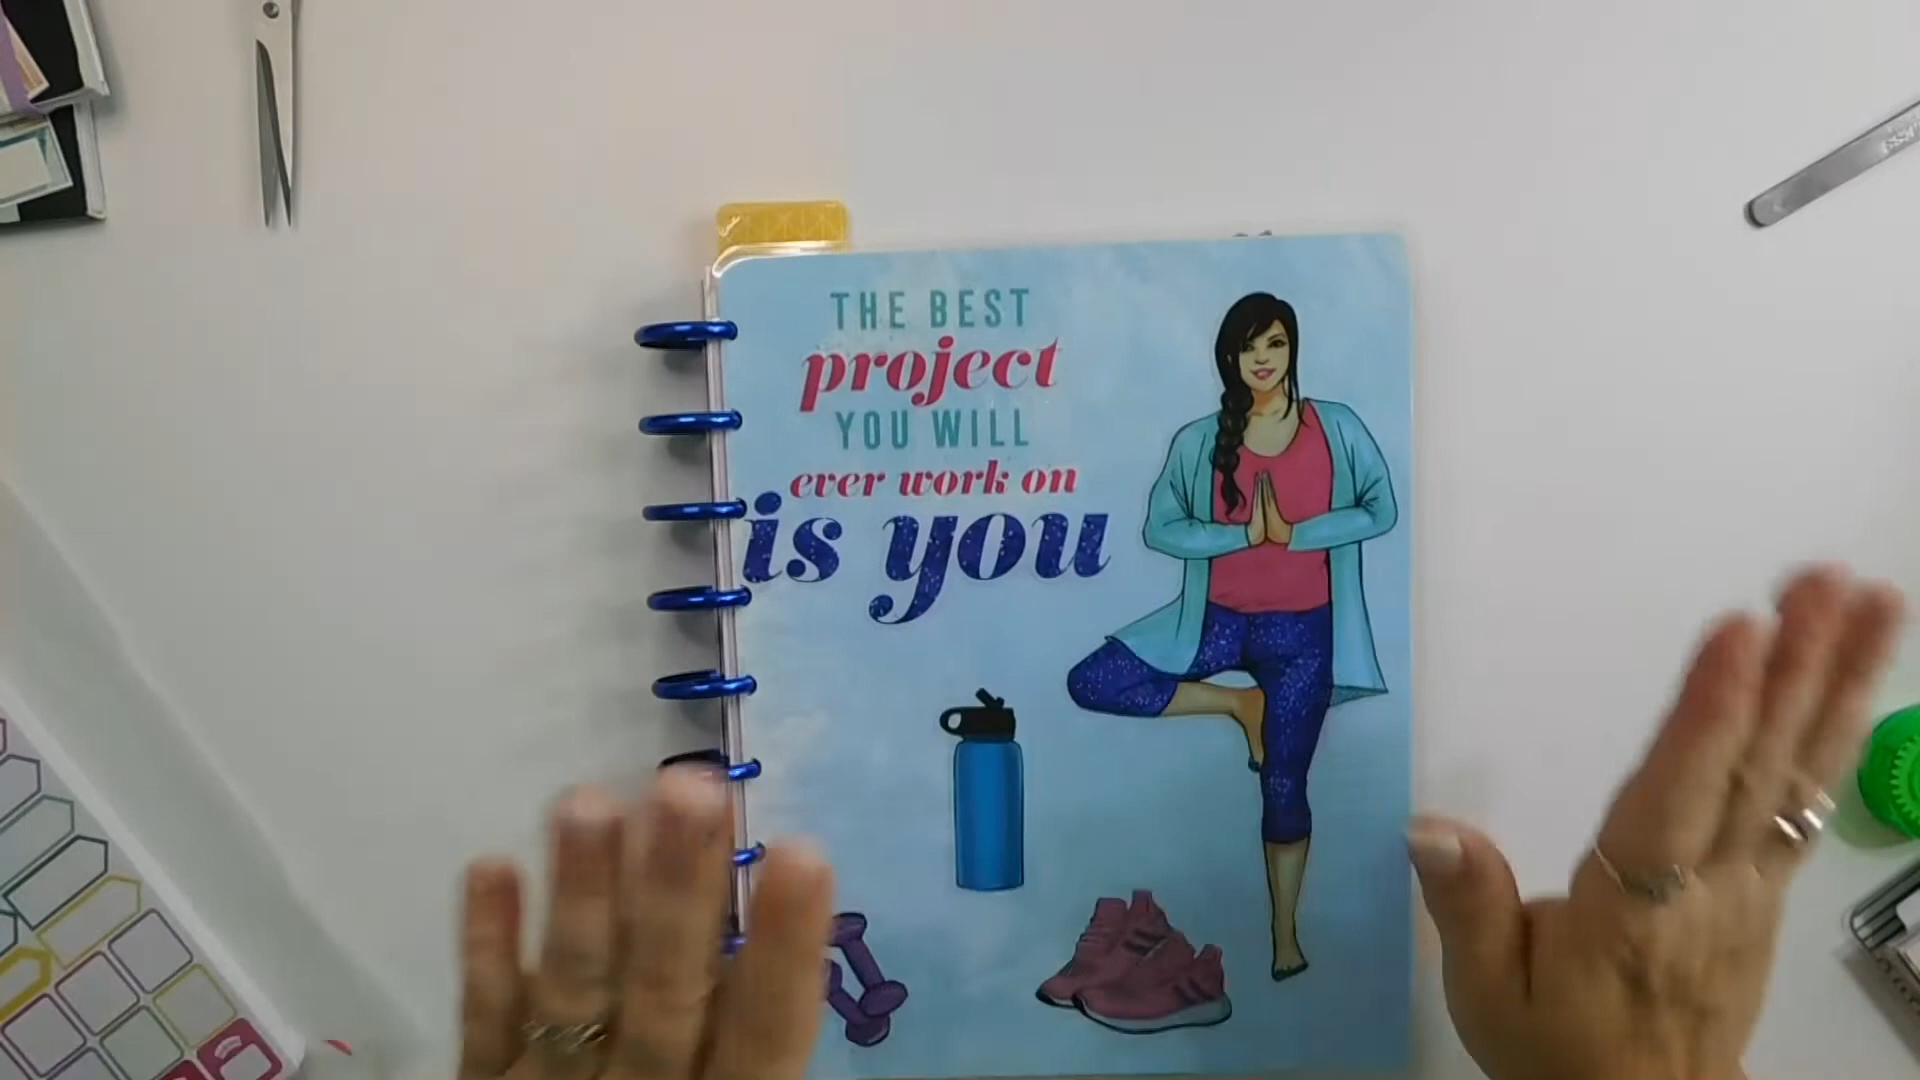 THE BEST
project
YOU WILL
ever work on
is you